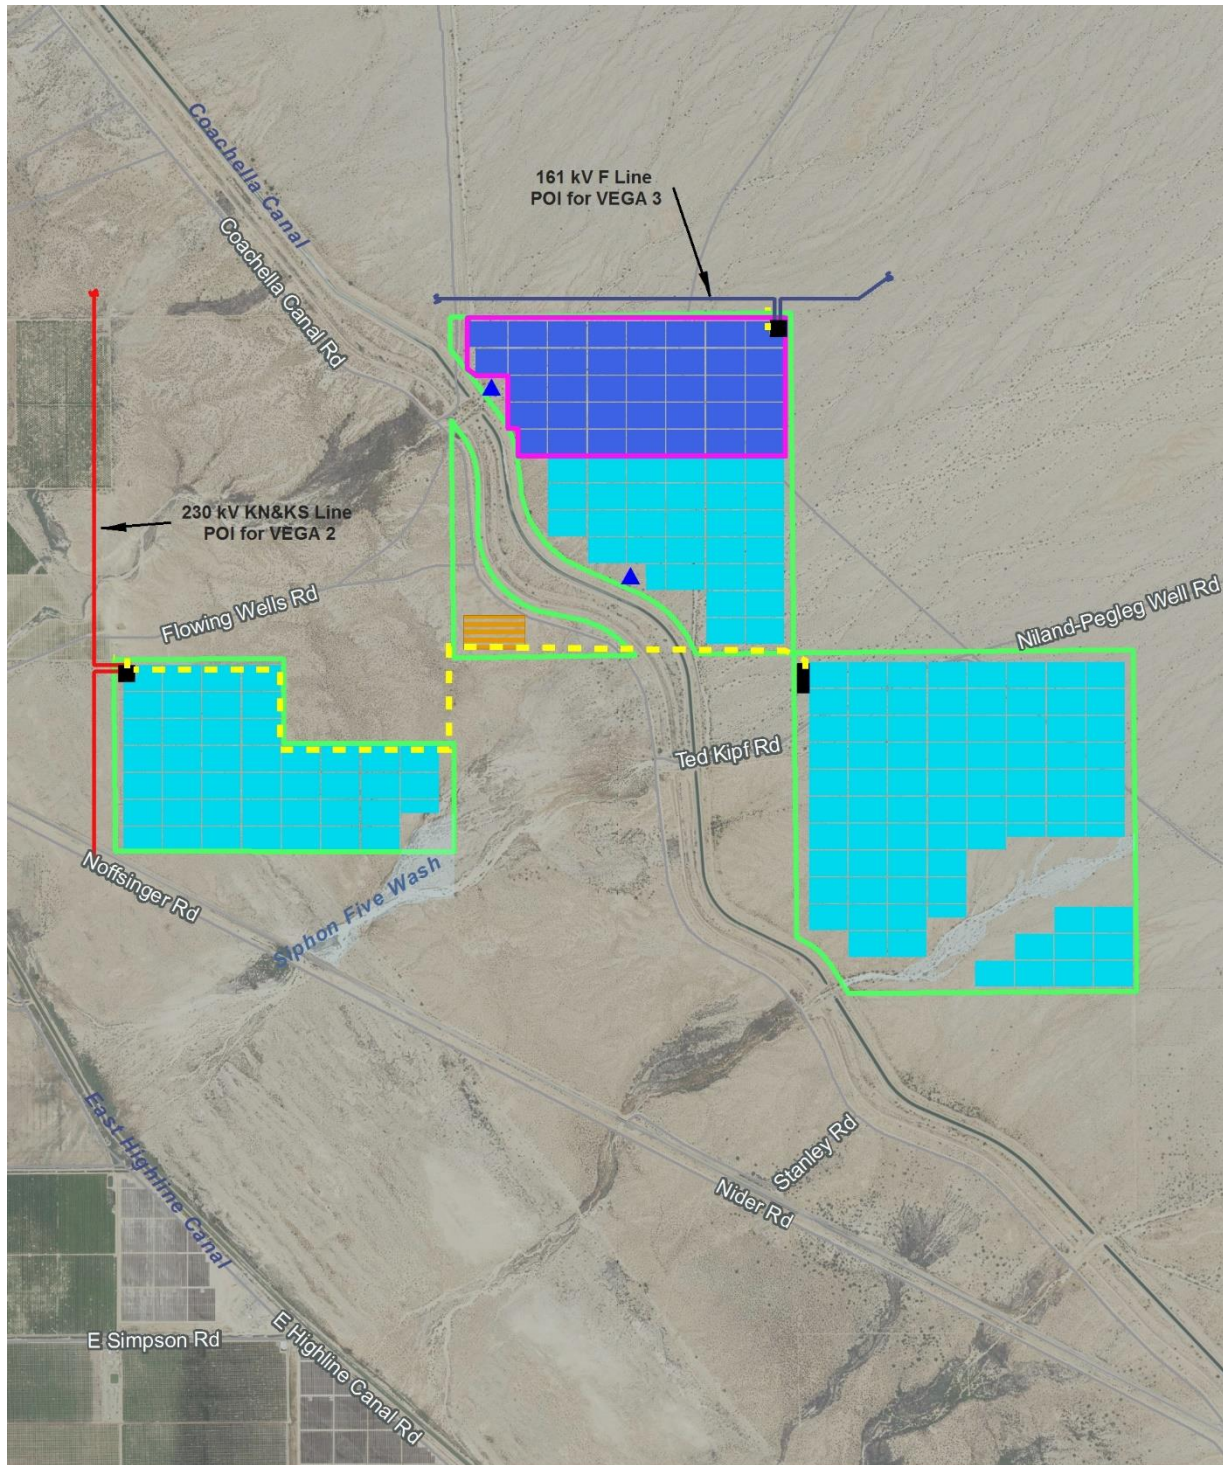 Coachella Canal
161 kV F Line
POI for VEGA 3
Coachella Canal Rd
230 kV KN&KS Line
POI for VEGA 2
Flowing Wells Rd
Niland-Pegleg Well Rd
Ted Kipf Rd
Noffsinger Rd
Siphon Five Wash
East Highline Canal
Stanley Rd
Nider Rd
E Simpson Rd
E Highline Canal Rd